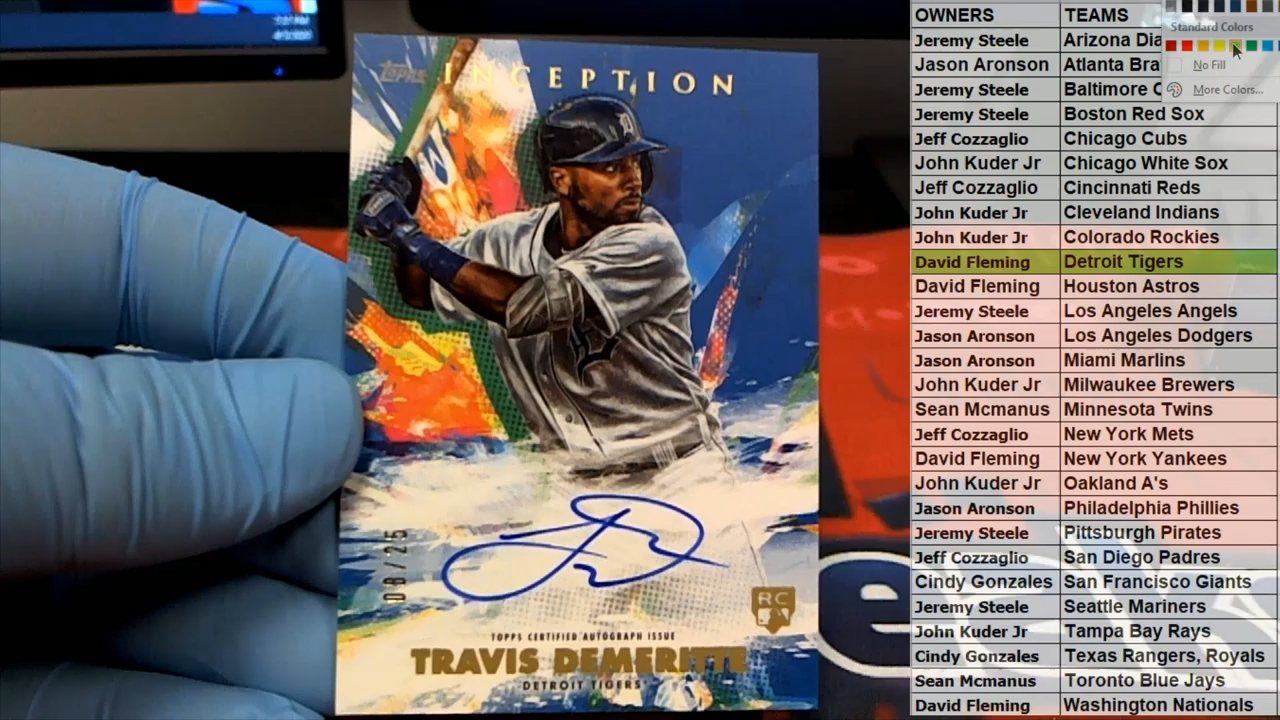 TOPPS INCEPTION
08/25
RC
TOPPS CERTIFIED AUTOGRAPH ISSUE
TRAVIS DEMERITTE
DETROIT TIGERS
OWNERS TEAMS
Jeremy Steele Arizona Dia
Jason Aronson Atlanta Bra
Jeremy Steele Baltimore O
Jeremy Steele Boston Red Sox
Jeff Cozzaglio Chicago Cubs
John Kuder Jr Chicago White Sox
Jeff Cozzaglio Cincinnati Reds
John Kuder Jr Cleveland Indians
John Kuder Jr Colorado Rockies
David Fleming Detroit Tigers
David Fleming Houston Astros
Jeremy Steele Los Angeles Angels
Jason Aronson Los Angeles Dodgers
Jason Aronson Miami Marlins
John Kuder Jr Milwaukee Brewers
Sean Mcmanus Minnesota Twins
Jeff Cozzaglio New York Mets
David Fleming New York Yankees
John Kuder Jr Oakland A's
Jason Aronson Philadelphia Phillies
Jeremy Steele Pittsburgh Pirates
Jeff Cozzaglio San Diego Padres
Cindy Gonzales San Francisco Giants
Jeremy Steele Seattle Mariners
John Kuder Jr Tampa Bay Rays
Cindy Gonzales Texas Rangers, Royals
Sean Mcmanus Toronto Blue Jays
David Fleming Washington Nationals
Standard Colors
No Fill
More Colors...